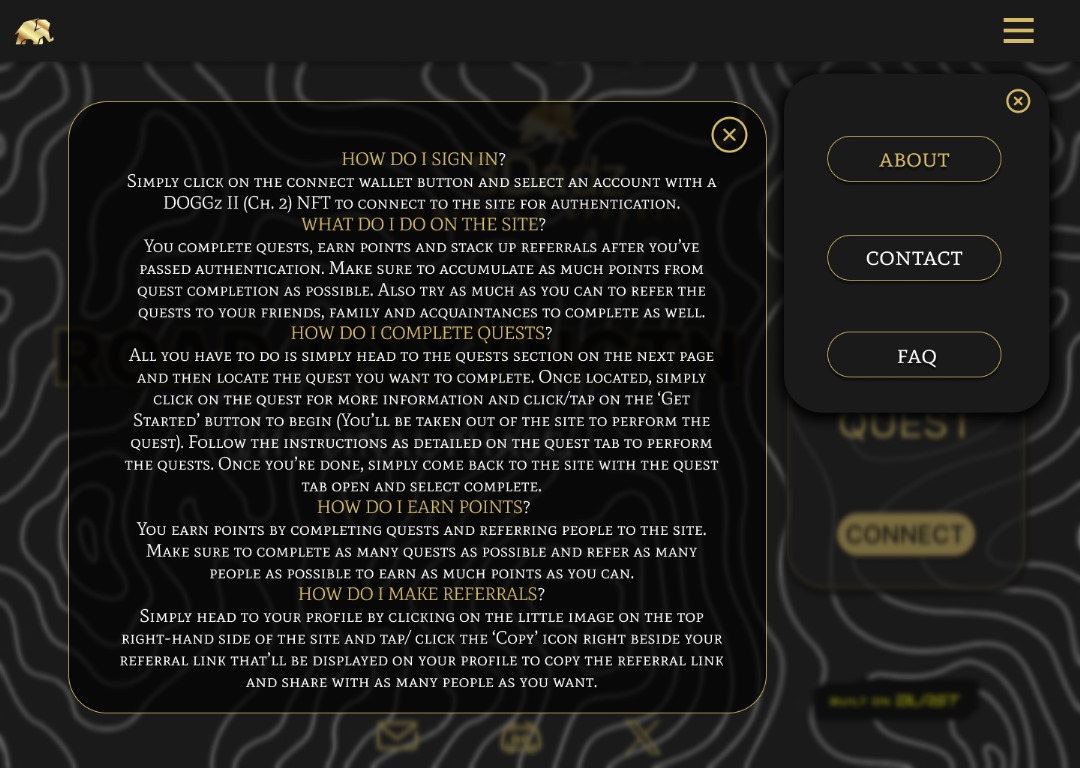 HOW DO I SIGN IN?
Simply click on the connect wallet button and select an account with a
DOGGz II (Ch. 2) NFT to connect to the site for authentication.
WHAT DO I DO ON THE SITE?
You complete quests, earn points and stack up referrals after you've
passed authentication. Make sure to accumulate as much points from
quest completion as possible. Also try as much as you can to refer the
quests to your friends, family and acquaintances to complete as well.
HOW DO I COMPLETE QUESTS?
All you have to do is simply head to the quests section on the next page
and then locate the quest you want to complete. Once located, simply
click on the quest for more information and click/tap on the 'Get
Started' button to begin (You'll be taken out of the site to perform the
quest). Follow the instructions as detailed on the quest tab to perform
the quests. Once you're done, simply come back to the site with the quest
tab open and select complete.
HOW DO I EARN POINTS?
You earn points by completing quests and referring people to the site.
Make sure to complete as many quests as possible and refer as many
people as possible to earn as much points as you can.
HOW DO I MAKE REFERRALS?
Simply head to your profile by clicking on the little image on the top
right-hand side of the site and tap/ click the 'Copy' icon right beside your
referral link that'll be displayed on your profile to copy the referral link
and share with as many people as you want.
ABOUT
CONTACT
FAQ
QUEST
CONNECT
BUILT ON BLAST